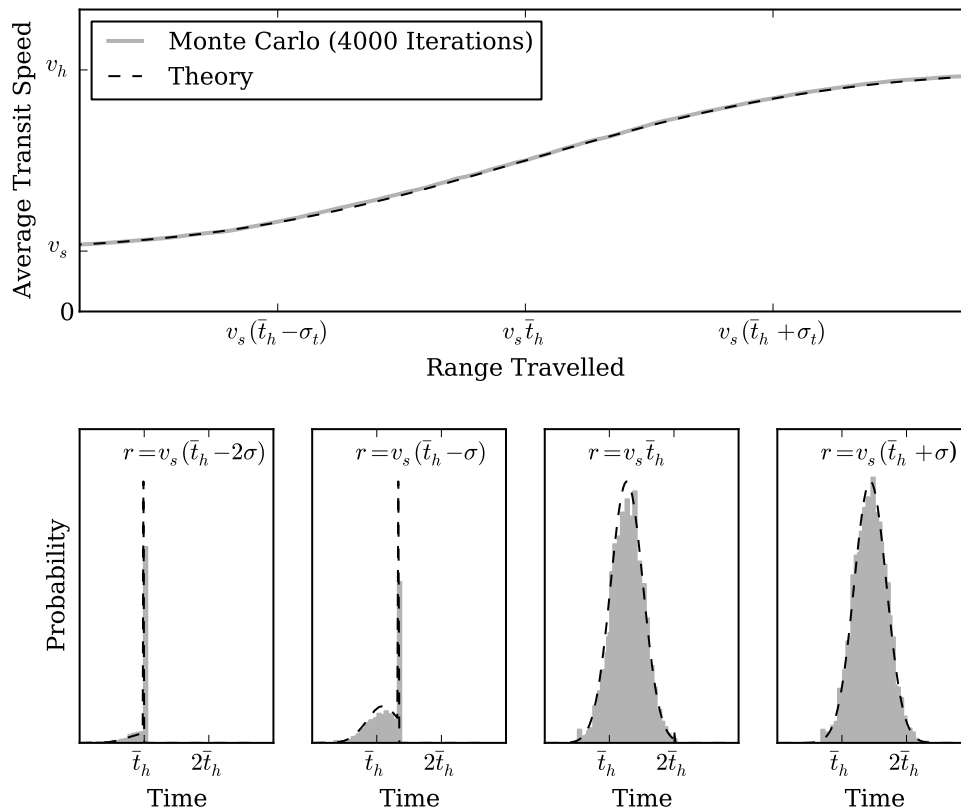 Monte Carlo (4000 Iterations)
Theory
Average Transit Speed
v_h
v_s
0
v_s(t̄_h−σ_t)
v_s t̄_h
v_s(t̄_h+σ_t)
Range Travelled
Probability
r=v_s(t̄_h−2σ)
t̄_h
2t̄_h
Time
r=v_s(t̄_h−σ)
t̄_h
2t̄_h
Time
r=v_s t̄_h
t̄_h
2t̄_h
Time
r=v_s(t̄_h+σ)
t̄_h
2t̄_h
Time